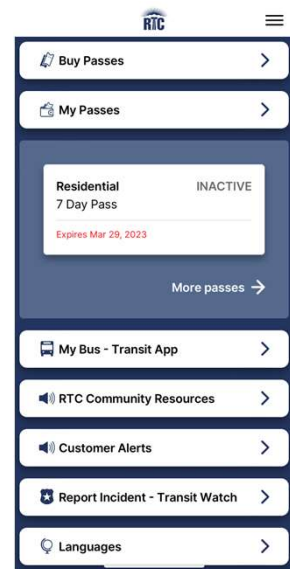 RTC
Buy Passes
My Passes
Residential INACTIVE
7 Day Pass
Expires Mar 29, 2023
More passes
My Bus - Transit App
RTC Community Resources
Customer Alerts
Report Incident - Transit Watch
Languages